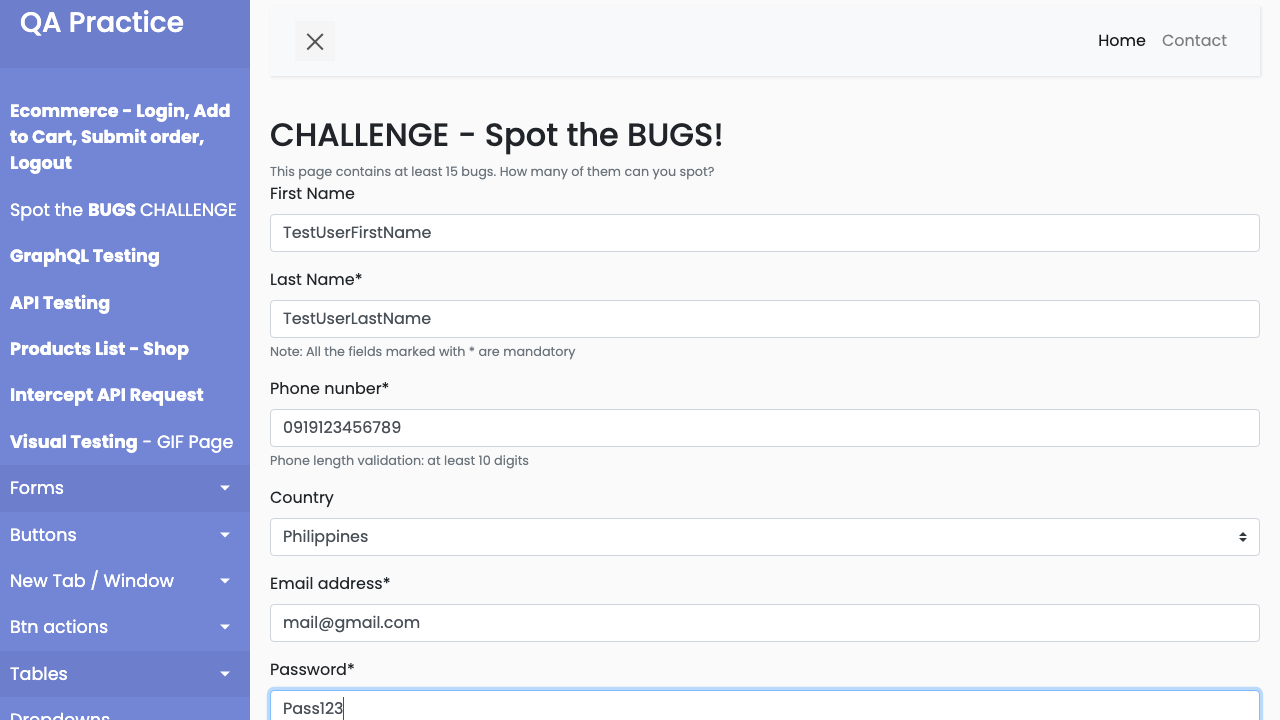 QA Practice
Ecommerce - Login, Add
to Cart, Submit order,
Logout
Spot the BUGS CHALLENGE
GraphQL Testing
API Testing
Products List - Shop
Intercept API Request
Visual Testing - GIF Page
Forms
Buttons
New Tab / Window
Btn actions
Tables
Dropdowns
Home Contact
CHALLENGE - Spot the BUGS!
This page contains at least 15 bugs. How many of them can you spot?
First Name
TestUserFirstName
Last Name*
TestUserLastName
Note: All the fields marked with * are mandatory
Phone nunber*
0919123456789
Phone length validation: at least 10 digits
Country
Philippines
Email address*
mail@gmail.com
Password*
Pass123